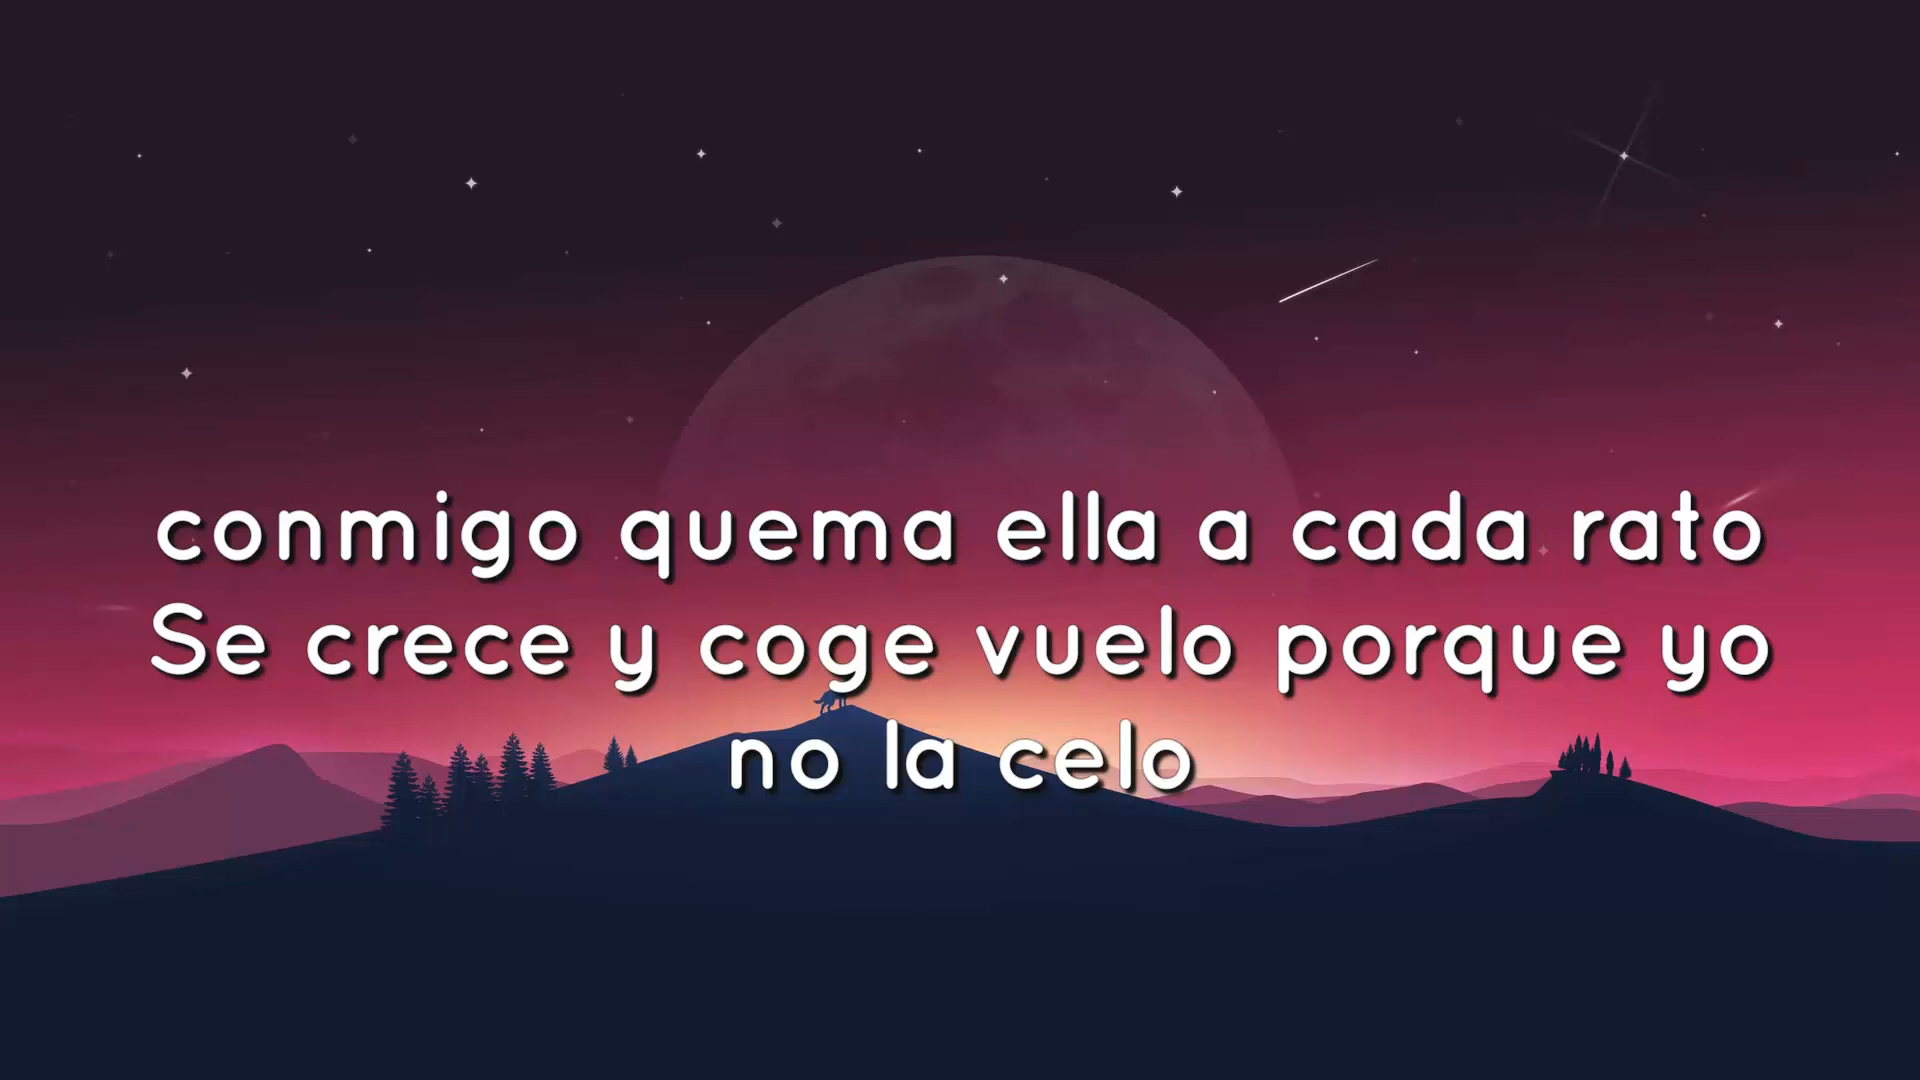 conmigo quema ella a cada rato
Se crece y coge vuelo porque yo
no la celo